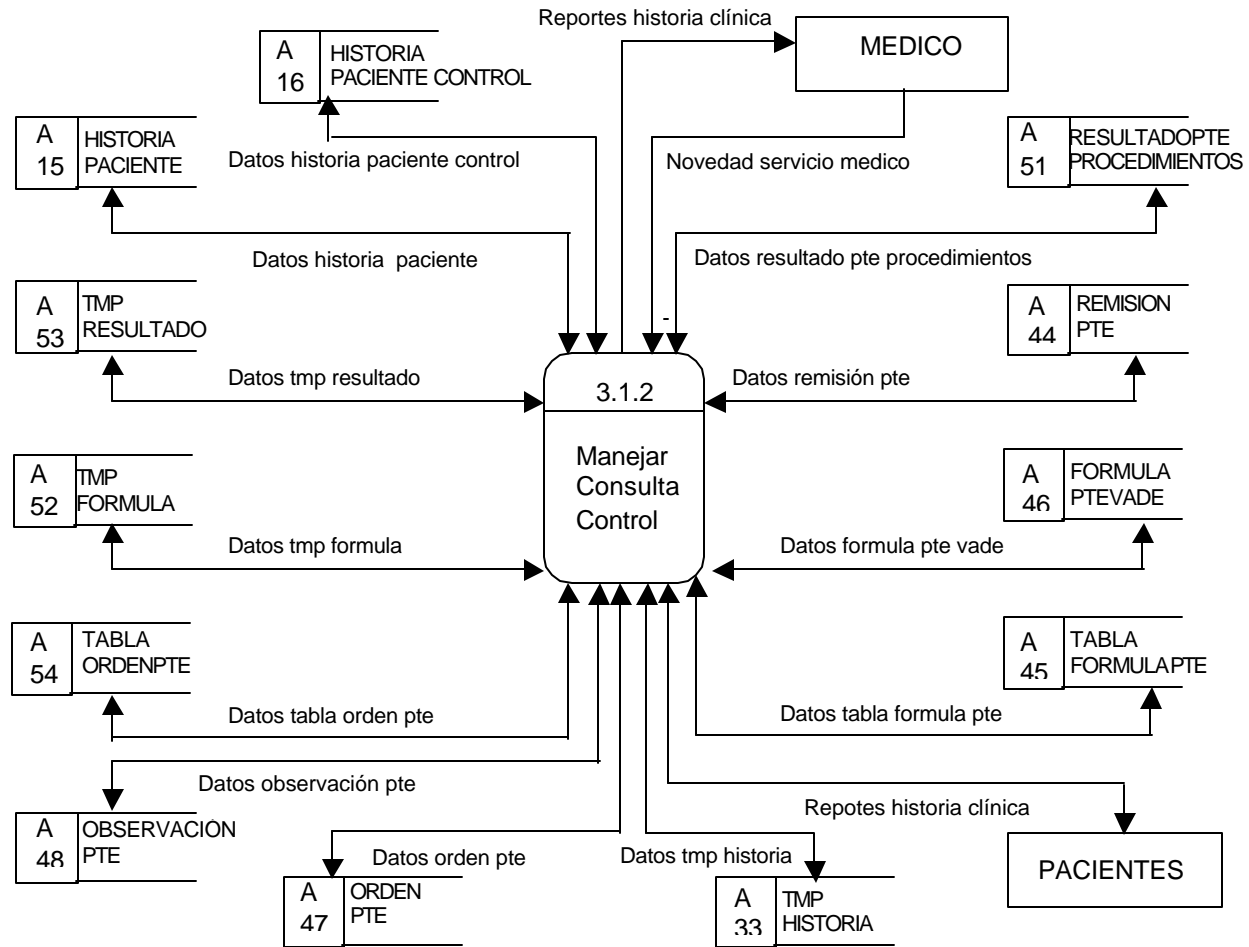 Reportes historia clínica
MEDICO
A
16
HISTORIA
PACIENTE CONTROL
A
15
HISTORIA
PACIENTE
Datos historia paciente control
Novedad servicio medico
A
51
RESULTADOPTE
PROCEDIMIENTOS
Datos historia paciente
Datos resultado pte procedimientos
A
53
TMP
RESULTADO
A
44
REMISION
PTE
-
Datos tmp resultado
3.1.2
Datos remisión pte
Manejar
Consulta
Control
A
52
TMP
FORMULA
A
46
FORMULA
PTEVADE
Datos tmp formula
Datos formula pte vade
A
54
TABLA
ORDENPTE
A
45
TABLA
FORMULAPTE
Datos tabla orden pte
Datos tabla formula pte
Datos observación pte
Repotes historia clínica
A
48
OBSERVACIÓN
PTE
Datos orden pte
Datos tmp historia
PACIENTES
A
47
ORDEN
PTE
A
33
TMP
HISTORIA